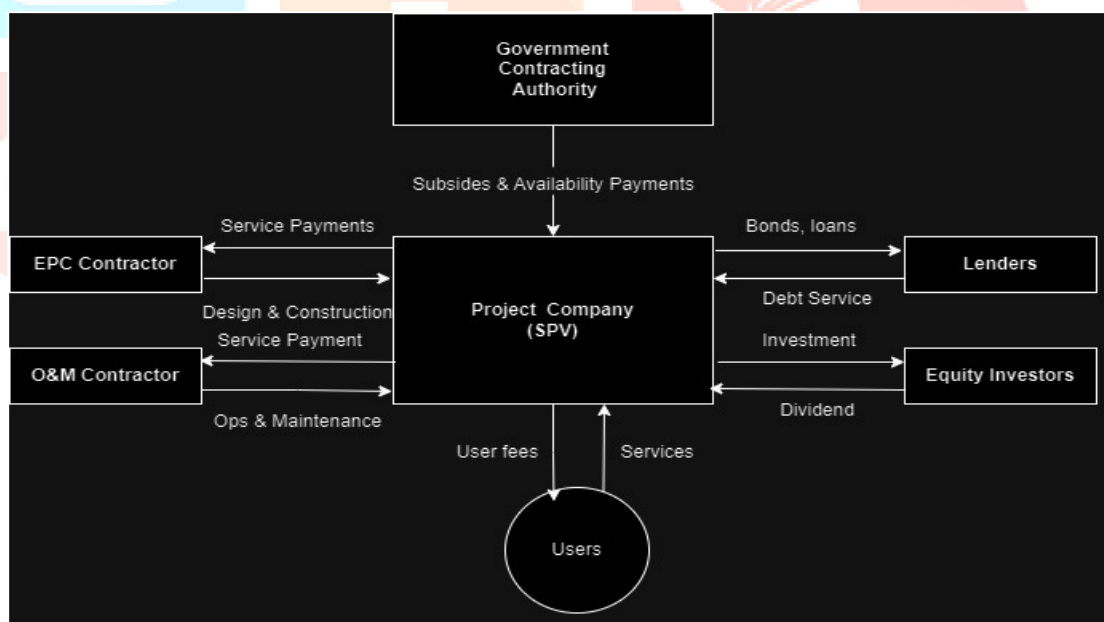 Government
Contracting
Authority
Subsides & Availability Payments
Service Payments
Bonds, loans
EPC Contractor
Project Company
(SPV)
Lenders
Design & Construction
Debt Service
Service Payment
Investment
O&M Contractor
Equity Investors
Ops & Maintenance
Dividend
User fees
Services
Users